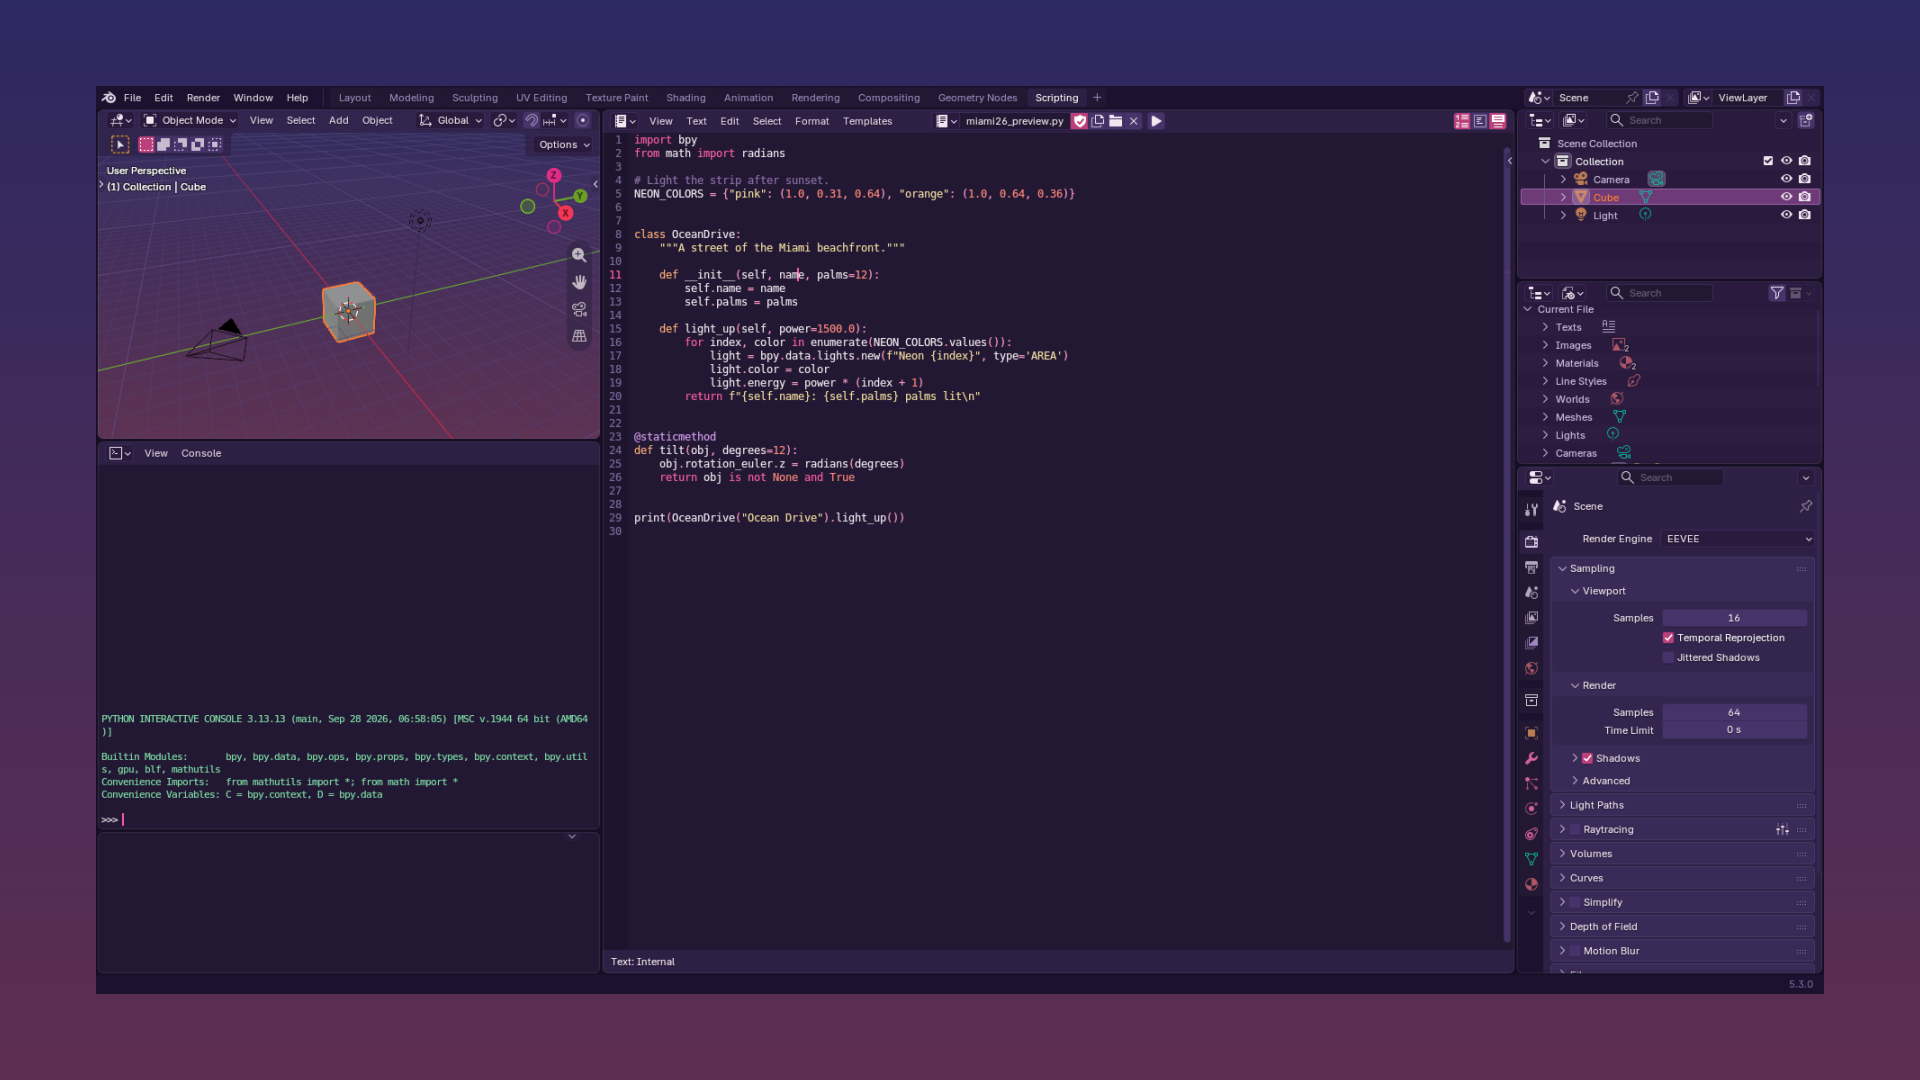 File Edit Render Window Help Layout Modeling Sculpting UV Editing Texture Paint Shading Animation Rendering Compositing Geometry Nodes Scripting + Scene ViewLayer
Object Mode View Select Add Object Global
Options
User Perspective
(1) Collection | Cube
Z
Y
X
View Console
PYTHON INTERACTIVE CONSOLE 3.13.13 (main, Sep 28 2026, 06:58:05) [MSC v.1944 64 bit (AMD64
)]
Builtin Modules:      bpy, bpy.data, bpy.ops, bpy.props, bpy.types, bpy.context, bpy.util
s, gpu, blf, mathutils
Convenience Imports:   from mathutils import *; from math import *
Convenience Variables: C = bpy.context, D = bpy.data
>>>
View Text Edit Select Format Templates miami26_preview.py
1 import bpy
2 from math import radians
3
4 # Light the strip after sunset.
5 NEON_COLORS = {"pink": (1.0, 0.31, 0.64), "orange": (1.0, 0.64, 0.36)}
6
7
8 class OceanDrive:
9     """A street of the Miami beachfront."""
10
11     def __init__(self, name, palms=12):
12         self.name = name
13         self.palms = palms
14
15     def light_up(self, power=1500.0):
16         for index, color in enumerate(NEON_COLORS.values()):
17             light = bpy.data.lights.new(f"Neon {index}", type='AREA')
18             light.color = color
19             light.energy = power * (index + 1)
20         return f"{self.name}: {self.palms} palms lit\n"
21
22
23 @staticmethod
24 def tilt(obj, degrees=12):
25     obj.rotation_euler.z = radians(degrees)
26     return obj is not None and True
27
28
29 print(OceanDrive("Ocean Drive").light_up())
30
Text: Internal
Search
Scene Collection
Collection
Camera
Cube
Light
Search
Current File
Texts
Images 2
Materials 2
Line Styles
Worlds
Meshes
Lights
Cameras
Search
Scene
Render Engine EEVEE
Sampling
Viewport
Samples 16
Temporal Reprojection
Jittered Shadows
Render
Samples 64
Time Limit 0 s
Shadows
Advanced
Light Paths
Raytracing
Volumes
Curves
Simplify
Depth of Field
Motion Blur
5.3.0